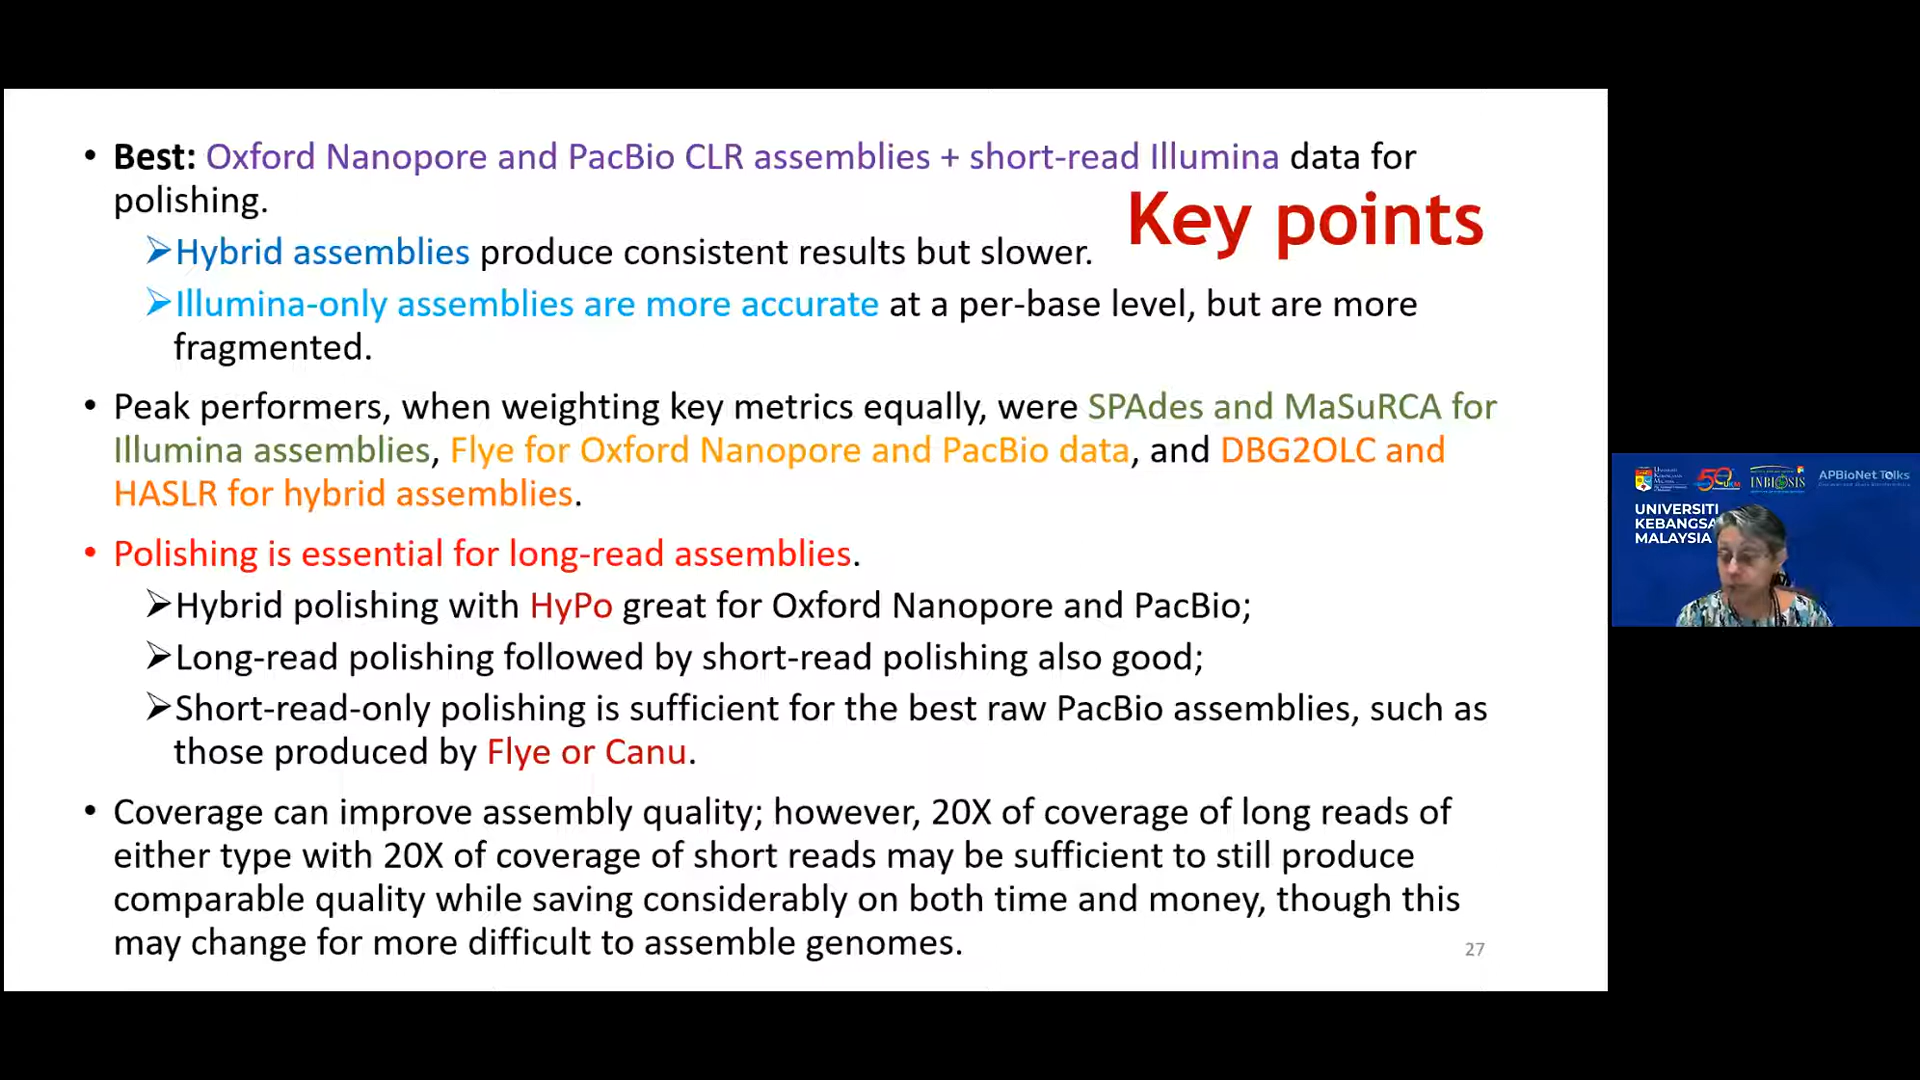 • Best: Oxford Nanopore and PacBio CLR assemblies + short-read Illumina data for
polishing.
Key points
➢Hybrid assemblies produce consistent results but slower.
➢Illumina-only assemblies are more accurate at a per-base level, but are more
fragmented.
• Peak performers, when weighting key metrics equally, were SPAdes and MaSuRCA for
Illumina assemblies, Flye for Oxford Nanopore and PacBio data, and DBG2OLC and
HASLR for hybrid assemblies.
• Polishing is essential for long-read assemblies.
➢Hybrid polishing with HyPo great for Oxford Nanopore and PacBio;
➢Long-read polishing followed by short-read polishing also good;
➢Short-read-only polishing is sufficient for the best raw PacBio assemblies, such as
those produced by Flye or Canu.
• Coverage can improve assembly quality; however, 20X of coverage of long reads of
either type with 20X of coverage of short reads may be sufficient to still produce
comparable quality while saving considerably on both time and money, though this
may change for more difficult to assemble genomes.
27
50
UKM
INBIOSIS
APBioNet Talks
UNIVERSITI
KEBANGSA
MALAYSIA